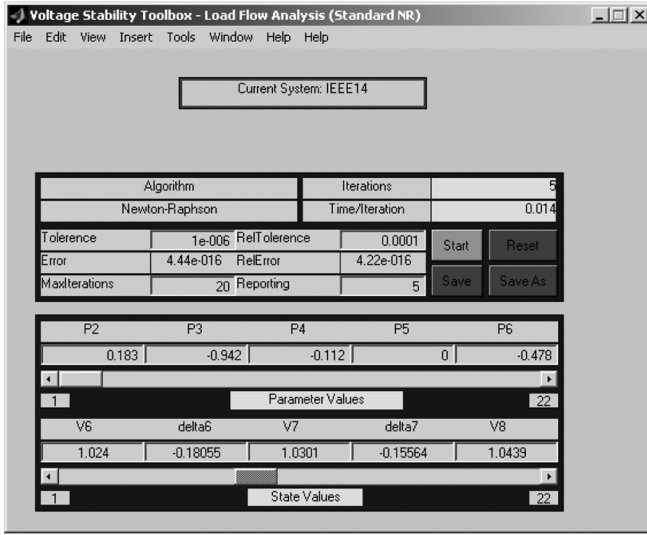 Voltage Stability Toolbox - Load Flow Analysis (Standard NR)
File Edit View Insert Tools Window Help Help
Current System: IEEE14
Algorithm Iterations 5
Newton-Raphson Time/Iteration 0.014
Tolerence 1e-006 RelTolerence 0.0001 Start Reset
Error 4.44e-016 RelError 4.22e-016
MaxIterations 20 Reporting 5 Save Save As
P2 P3 P4 P5 P6
0.183 -0.942 -0.112 0 -0.478
1 Parameter Values 22
V6 delta6 V7 delta7 V8
1.024 -0.18055 1.0301 -0.15564 1.0439
1 State Values 22